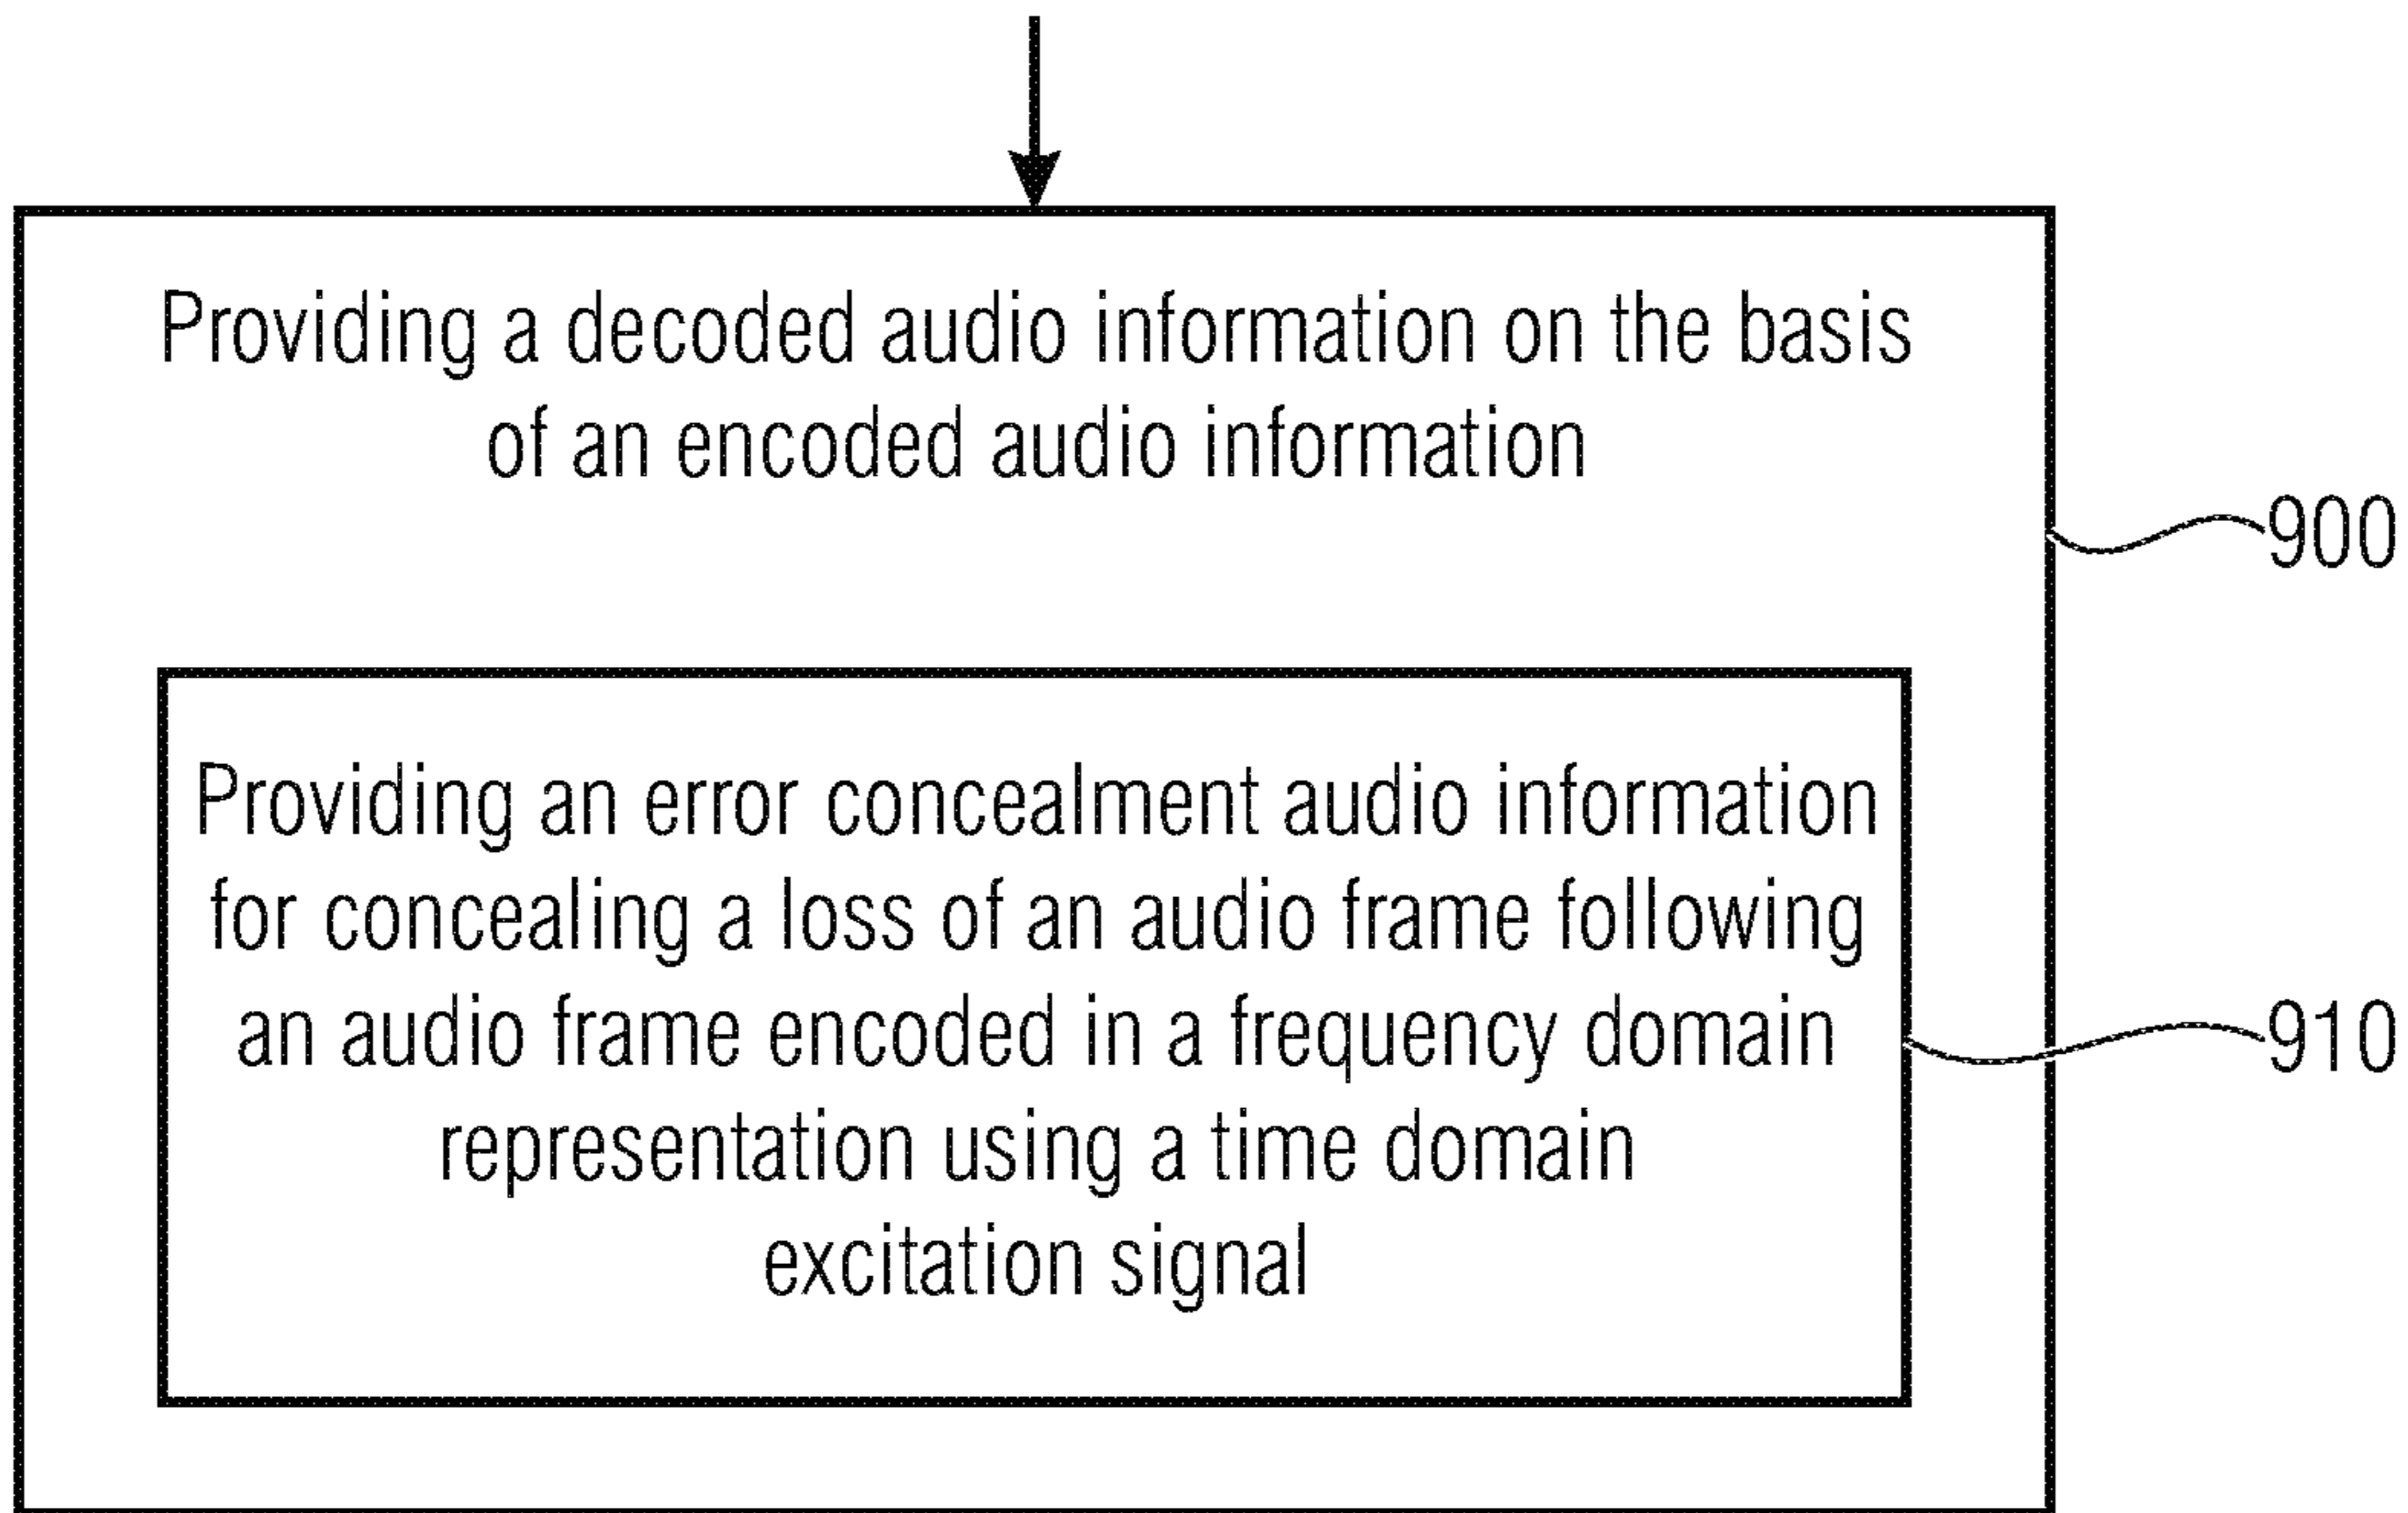 Providing a decoded audio information on the basis
of an encoded audio information
900
Providing an error concealment audio information
for concealing a loss of an audio frame following
an audio frame encoded in a frequency domain
910
representation using a time domain
excitation signal